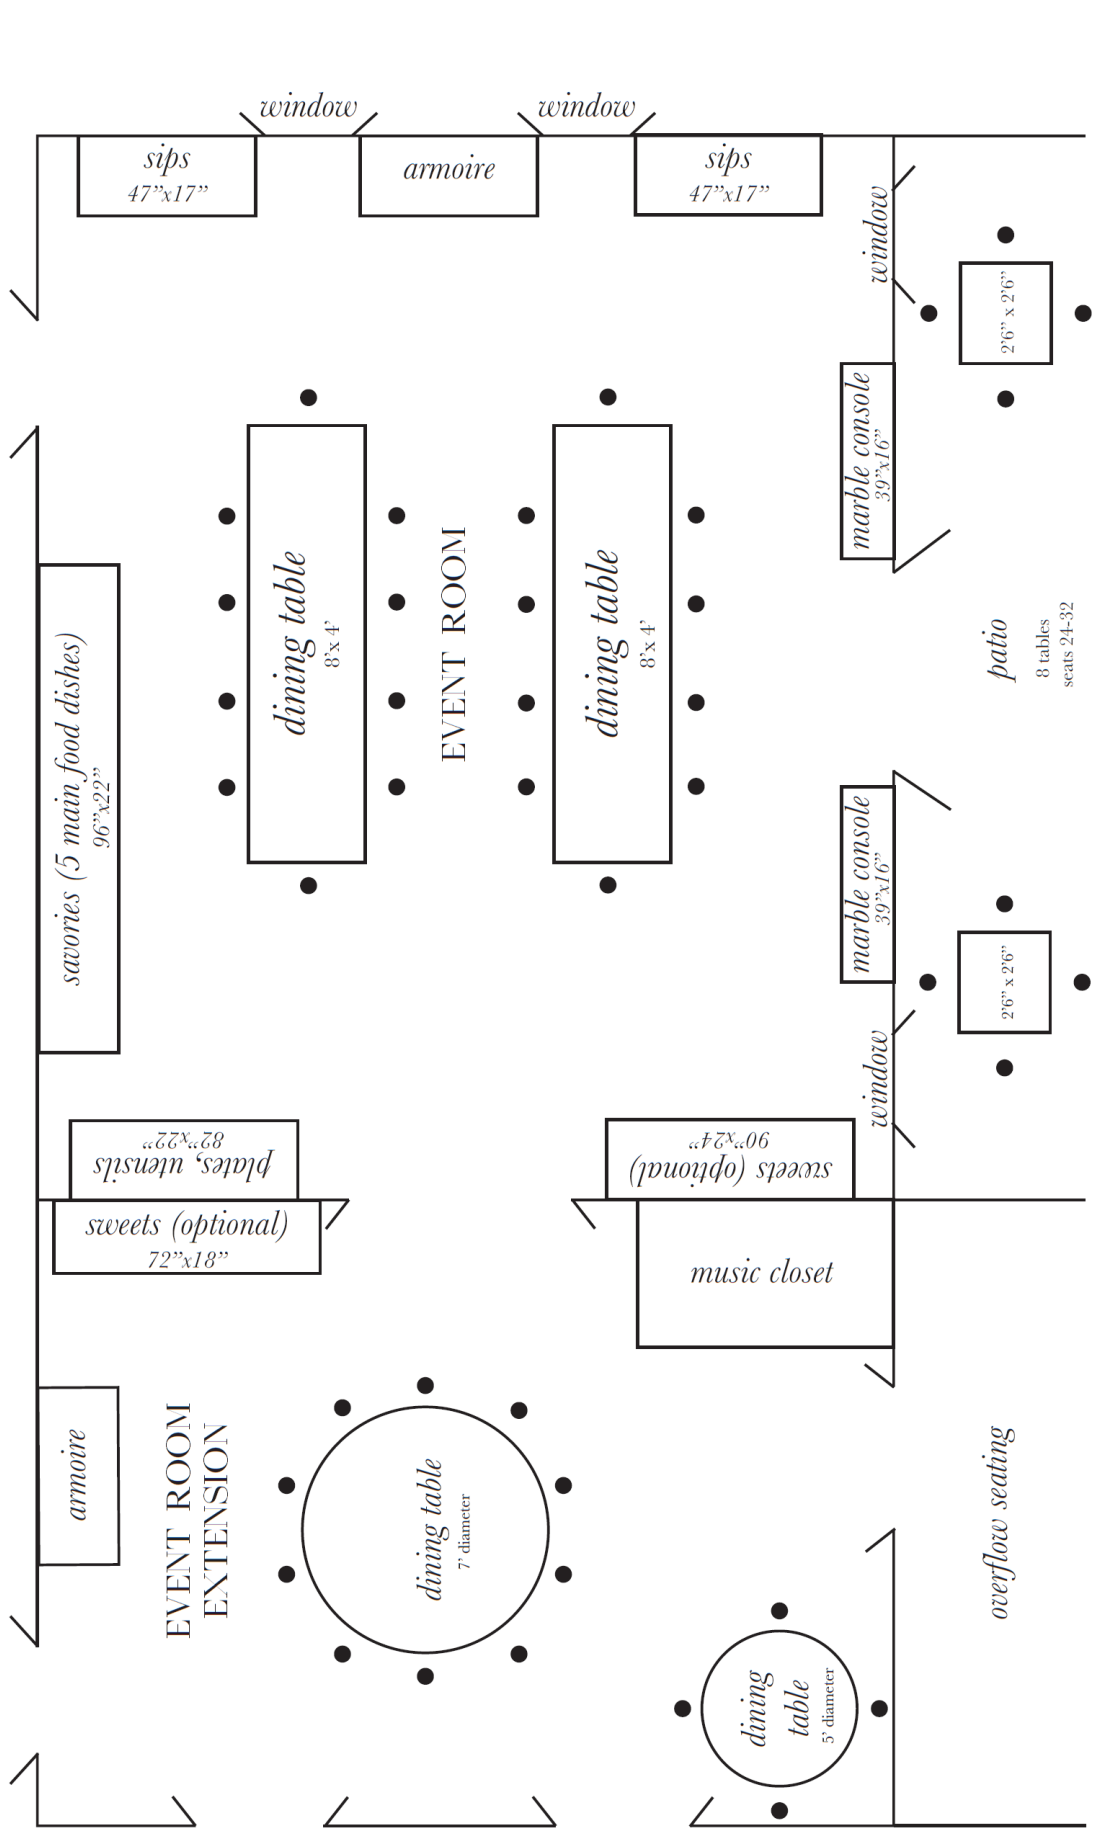 window
window
sips
47”x17”
armoire
sips
47”x17”
window
2’6” x 2’6”
marble console
39”x16”
dining table
8’x 4’
EVENT ROOM
dining table
8’x 4’
patio
8 tables
seats 24-32
savories (5 main food dishes)
96”x22”
marble console
39”x16”
2’6” x 2’6”
window
plates, utensils
82”x22”
sweets (optional)
90”x24”
sweets (optional)
72”x18”
music closet
armoire
EVENT ROOM
EXTENSION
dining table
7’ diameter
overflow seating
dining
table
5’ diameter